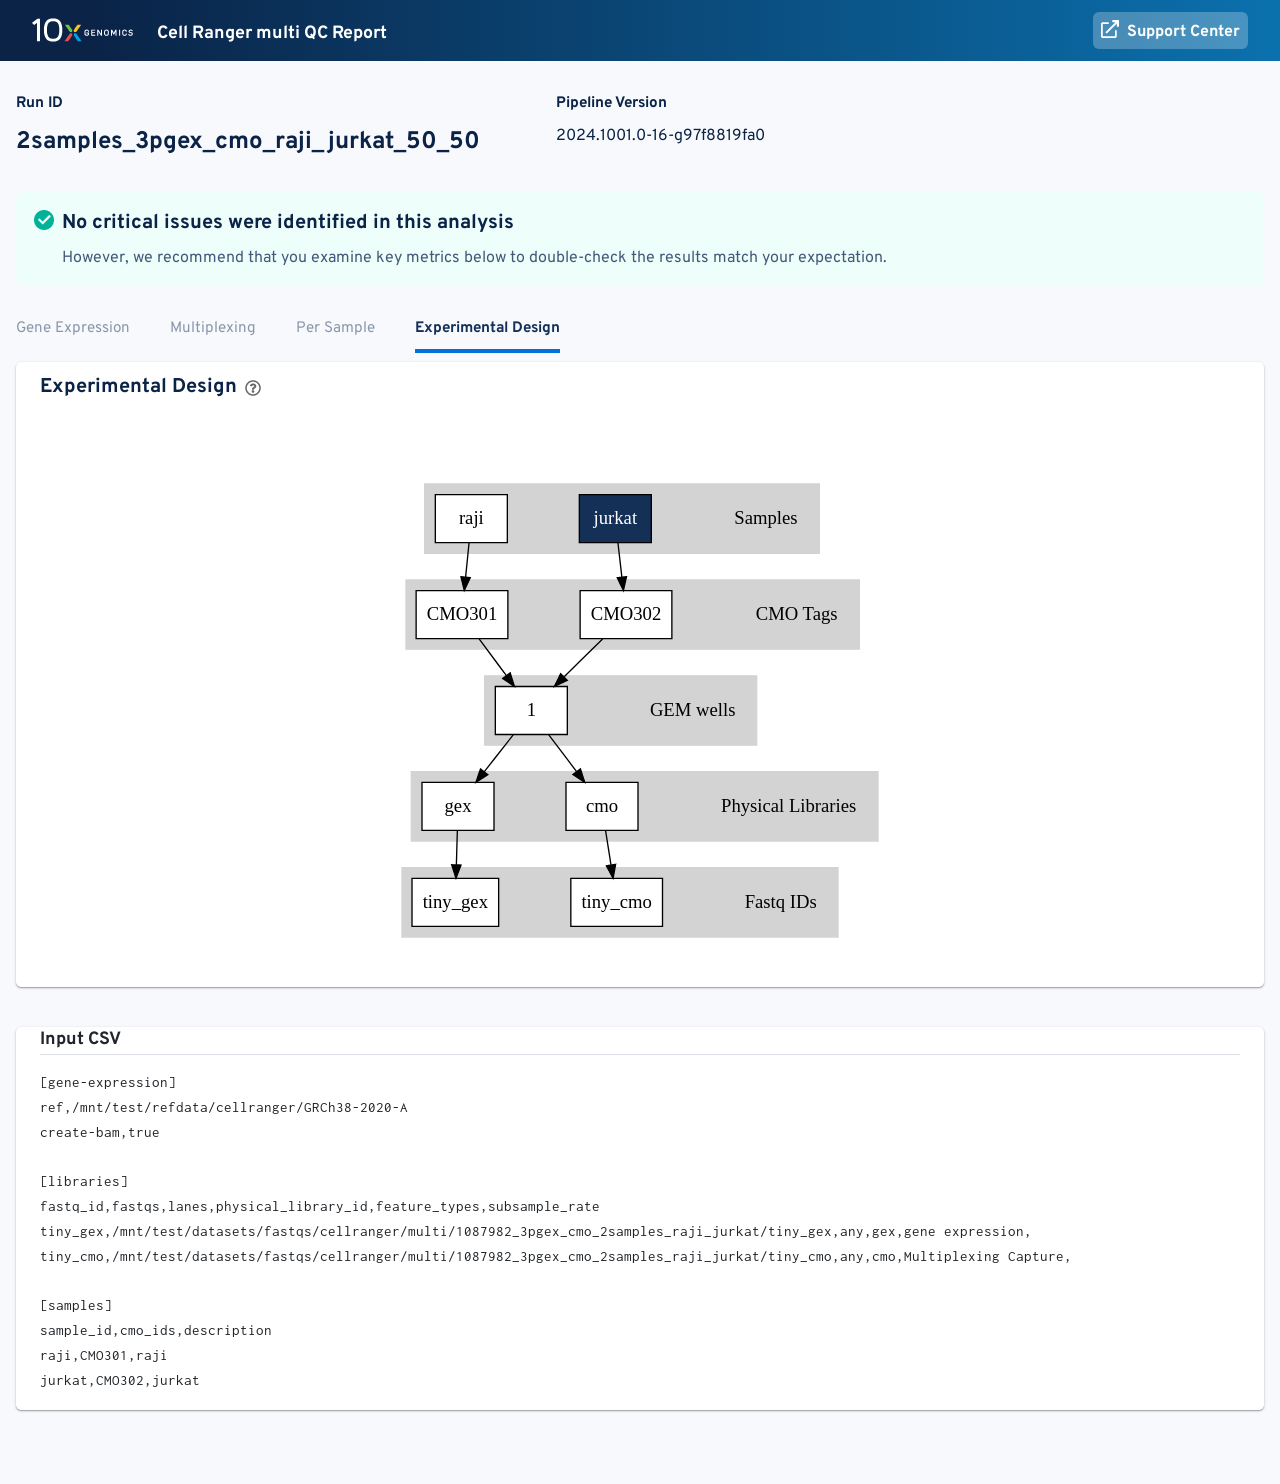 10X GENOMICS Cell Ranger multi QC Report Support Center
Run ID Pipeline Version
2samples_3pgex_cmo_raji_jurkat_50_50 2024.1001.0-16-g97f8819fa0
No critical issues were identified in this analysis
However, we recommend that you examine key metrics below to double-check the results match your expectation.
Gene Expression Multiplexing Per Sample Experimental Design
Experimental Design ?
raji jurkat Samples
CMO301 CMO302 CMO Tags
1 GEM wells
gex cmo Physical Libraries
tiny_gex tiny_cmo Fastq IDs
Input CSV
[gene-expression]
ref,/mnt/test/refdata/cellranger/GRCh38-2020-A
create-bam,true
[libraries]
fastq_id,fastqs,lanes,physical_library_id,feature_types,subsample_rate
tiny_gex,/mnt/test/datasets/fastqs/cellranger/multi/1087982_3pgex_cmo_2samples_raji_jurkat/tiny_gex,any,gex,gene expression,
tiny_cmo,/mnt/test/datasets/fastqs/cellranger/multi/1087982_3pgex_cmo_2samples_raji_jurkat/tiny_cmo,any,cmo,Multiplexing Capture,
[samples]
sample_id,cmo_ids,description
raji,CMO301,raji
jurkat,CMO302,jurkat